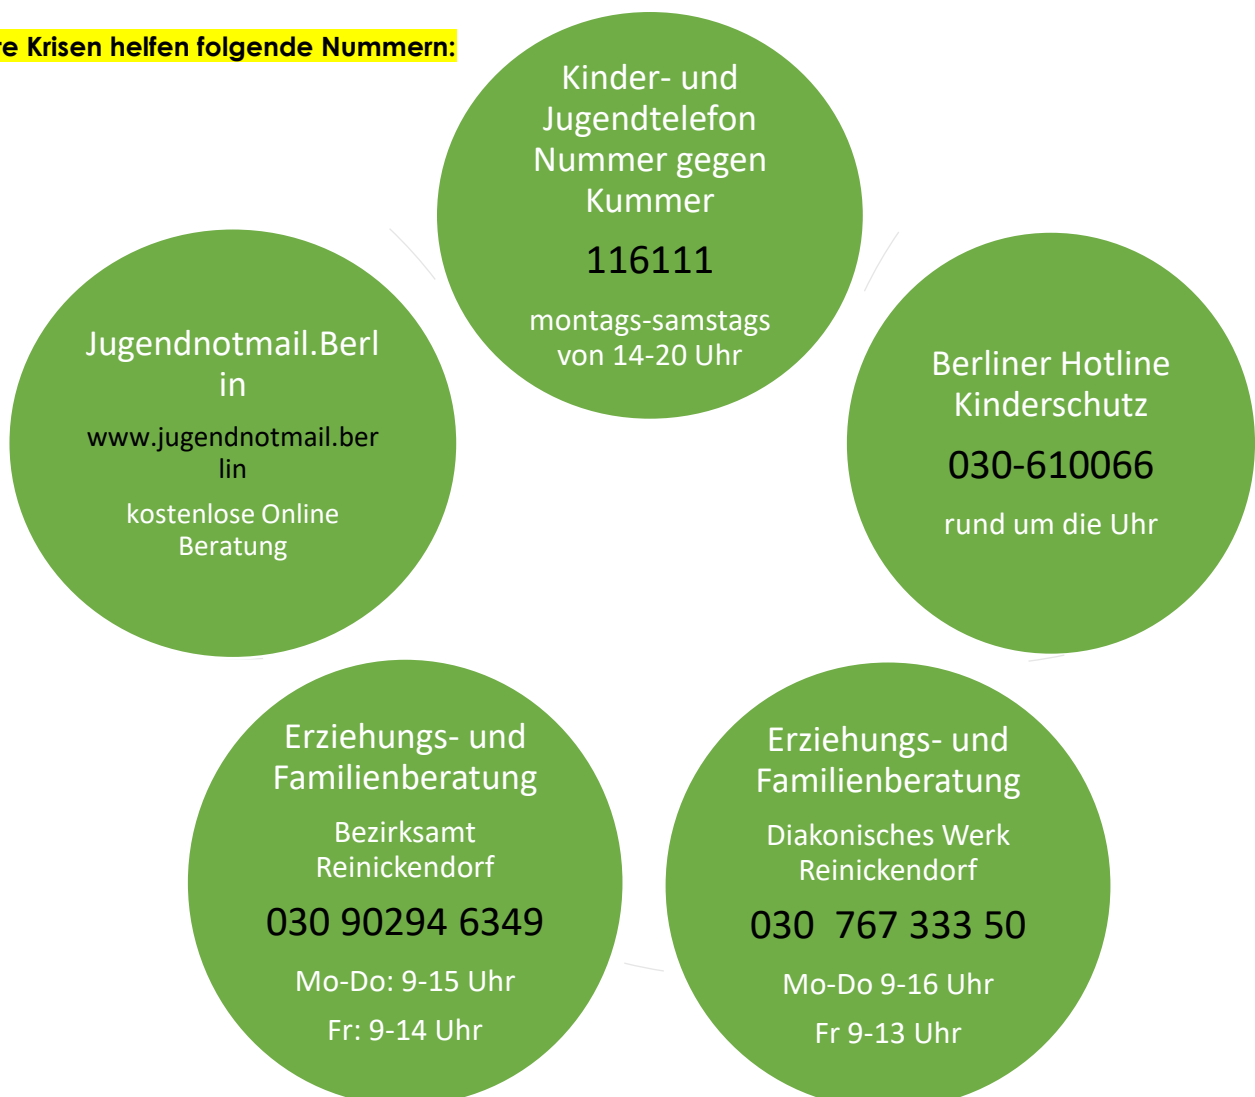 re Krisen helfen folgende Nummern:
Kinder- und
Jugendtelefon
Nummer gegen
Kummer
116111
montags-samstags
von 14-20 Uhr
Berliner Hotline
Kinderschutz
030-610066
rund um die Uhr
Erziehungs- und
Familienberatung
Diakonisches Werk
Reinickendorf
030  767 333 50
Mo-Do 9-16 Uhr
Fr 9-13 Uhr
Erziehungs- und
Familienberatung
Bezirksamt
Reinickendorf
030 90294 6349
Mo-Do: 9-15 Uhr
Fr: 9-14 Uhr
Jugendnotmail.Berl
in
www.jugendnotmail.ber
lin
kostenlose Online
Beratung